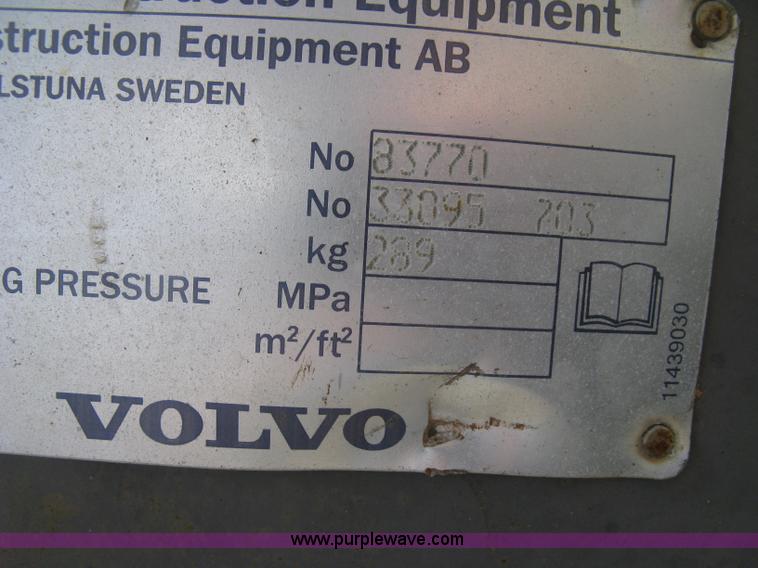 Equipment
struction Equipment AB
LSTUNA SWEDEN
No 83770
No 33095 203
kg 289
G PRESSURE MPa
m²/ft²
11439030
VOLVO
www.purplewave.com